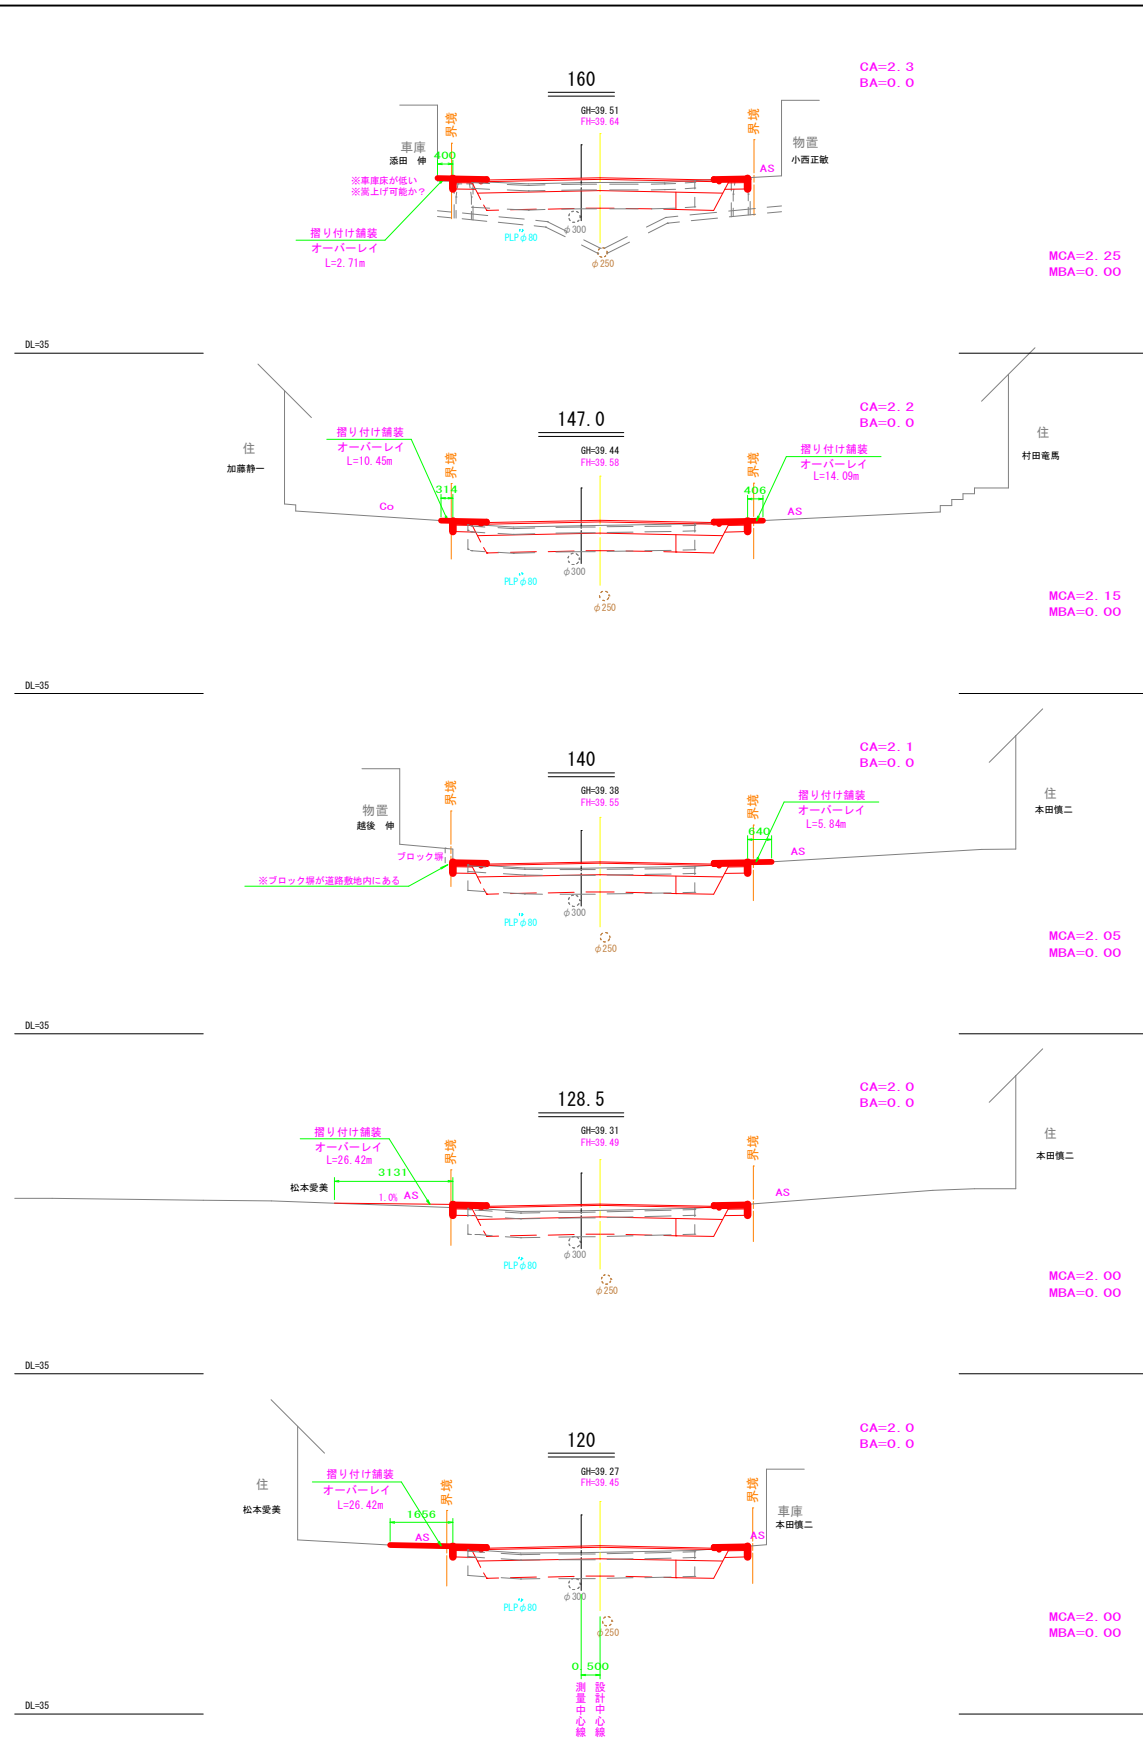 160
CA=2.3
BA=0.0
GH=39.51
FH=39.64
境界
境界
車庫
添田 伸
400
物置
小西正敏
AS
※車庫床が低い
※嵩上げ可能か?
摺り付け舗装
オーバーレイ
L=2.71m
φ300
PLPφ80
φ250
MCA=2.25
MBA=0.00
DL=35
147.0
CA=2.2
BA=0.0
GH=39.44
FH=39.58
摺り付け舗装
オーバーレイ
L=10.45m
境界
境界
摺り付け舗装
オーバーレイ
L=14.09m
住
加藤静一
住
村田竜馬
314
406
Co
AS
φ300
PLPφ80
φ250
MCA=2.15
MBA=0.00
DL=35
140
CA=2.1
BA=0.0
GH=39.38
FH=39.55
境界
境界
摺り付け舗装
オーバーレイ
L=5.84m
物置
越後 伸
住
本田慎二
640
ブロック塀
AS
※ブロック塀が道路敷地内にある
φ300
PLPφ80
φ250
MCA=2.05
MBA=0.00
DL=35
128.5
CA=2.0
BA=0.0
GH=39.31
FH=39.49
摺り付け舗装
オーバーレイ
L=26.42m
境界
境界
住
本田慎二
3131
松本愛美
1.0%
AS
AS
φ300
PLPφ80
φ250
MCA=2.00
MBA=0.00
DL=35
120
CA=2.0
BA=0.0
GH=39.27
FH=39.45
摺り付け舗装
オーバーレイ
L=26.42m
境界
境界
住
松本愛美
車庫
本田慎二
1656
AS
AS
φ300
PLPφ80
φ250
MCA=2.00
MBA=0.00
0.500
測量中心線
設計中心線
DL=35